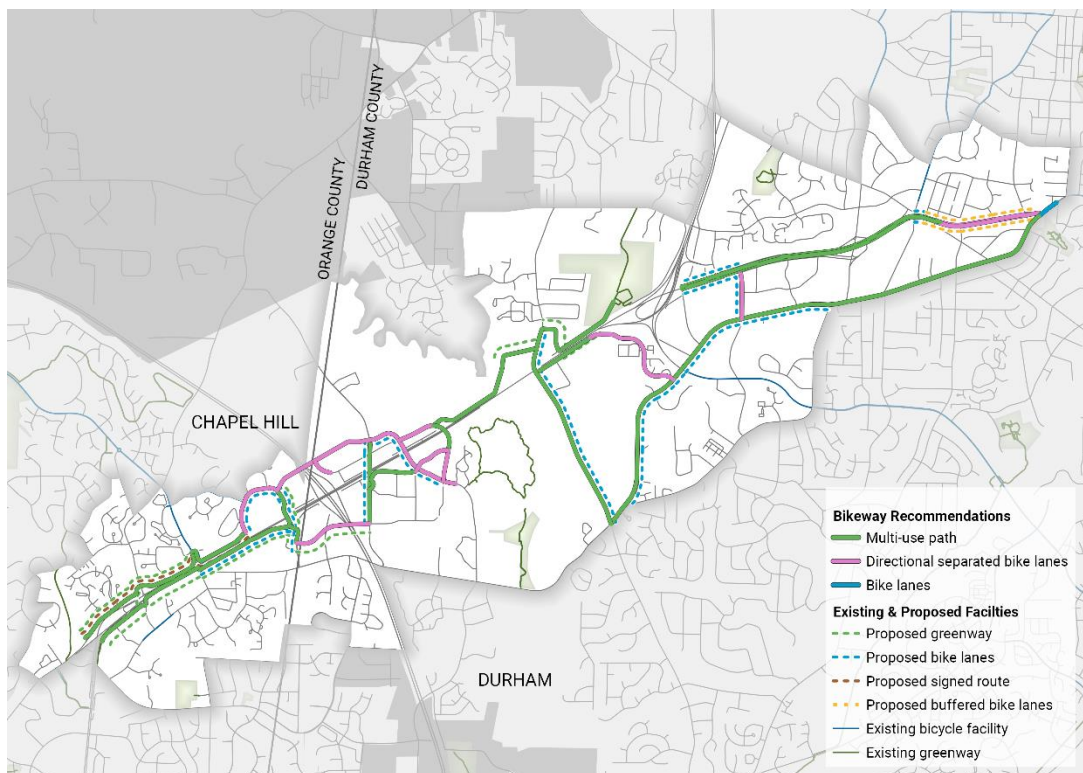 DURHAM COUNTY
ORANGE COUNTY
CHAPEL HILL
DURHAM
Bikeway Recommendations
Multi-use path
Directional separated bike lanes
Bike lanes
Existing & Proposed Facilties
Proposed greenway
Proposed bike lanes
Proposed signed route
Proposed buffered bike lanes
Existing bicycle facility
Existing greenway